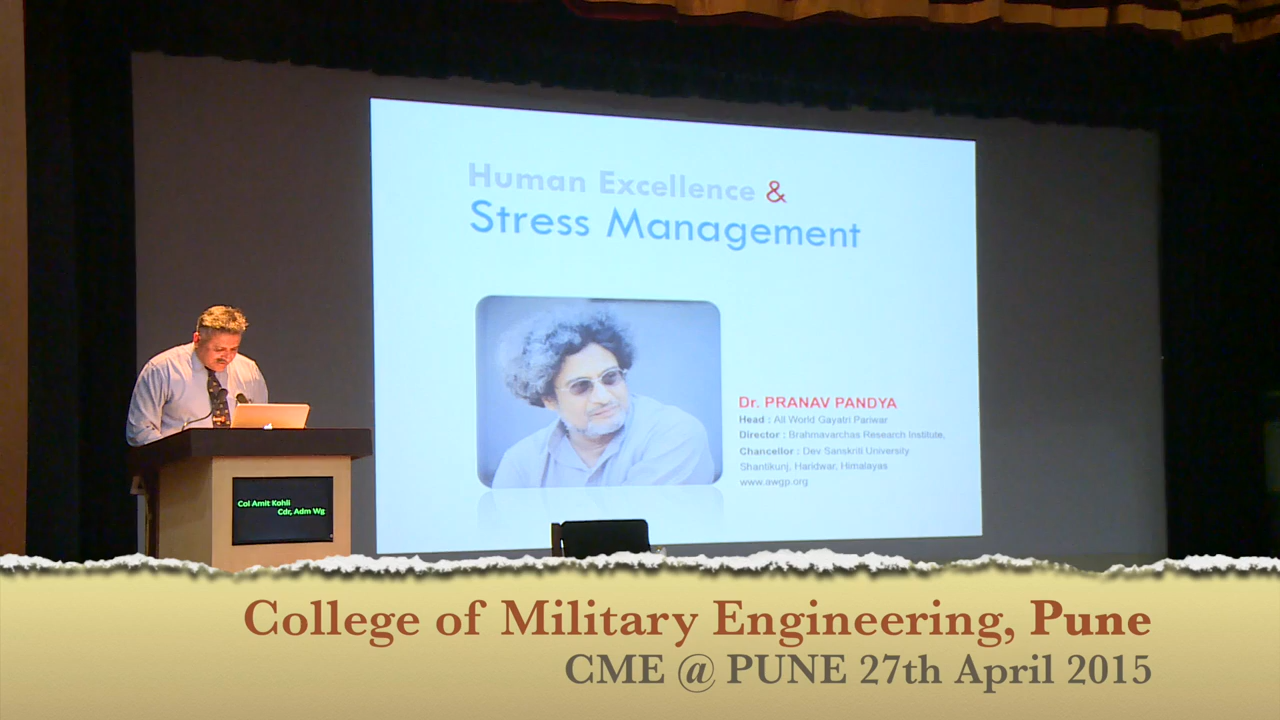 Human Excellence &
Stress Management
Dr. PRANAV PANDYA
Head : All World Gayatri Pariwar
Director : Brahmavarchas Research Institute,
Chancellor : Dev Sanskriti University
Shantikunj, Haridwar, Himalayas
www.awgp.org
Col Amit Kohli
Cdr, Adm Wg
College of Military Engineering, Pune
CME @ PUNE 27th April 2015